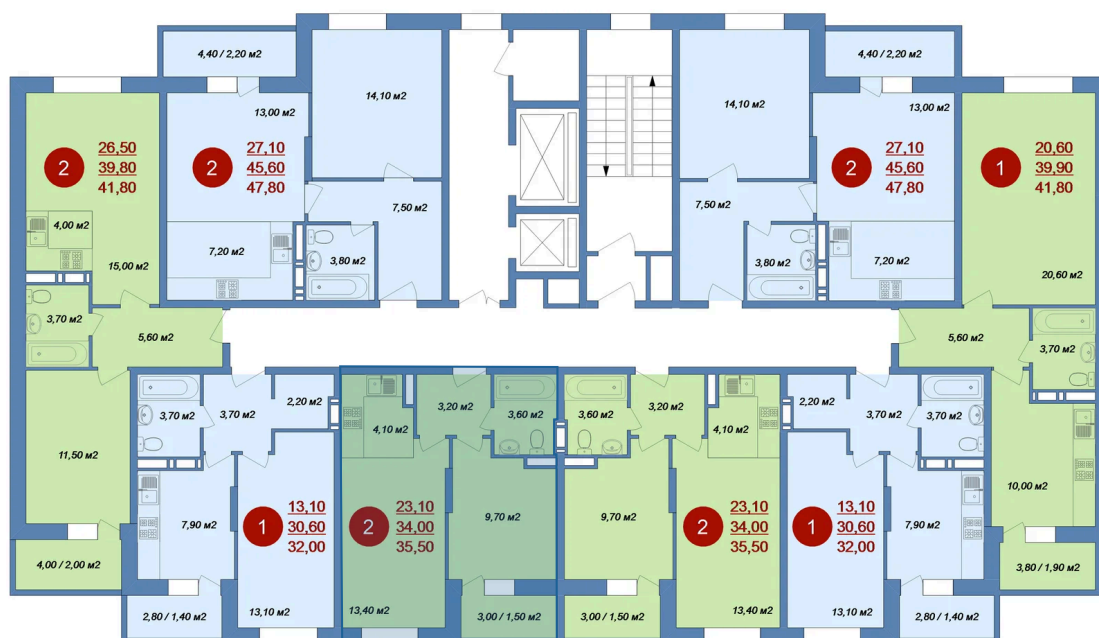 4,40 / 2,20 м2
14,10 м2
13,00 м2
2
26,50
39,80
41,80
2
27,10
45,60
47,80
4,00 м2
7,20 м2
7,50 м2
3,80 м2
15,00 м2
3,70 м2
5,60 м2
11,50 м2
4,00 / 2,00 м2
4,40 / 2,20 м2
14,10 м2
13,00 м2
2
27,10
45,60
47,80
1
20,60
39,90
41,80
7,50 м2
3,80 м2
7,20 м2
20,60 м2
5,60 м2
3,70 м2
10,00 м2
3,80 / 1,90 м2
3,70 м2
3,70 м2
2,20 м2
7,90 м2
1
13,10
30,60
32,00
13,10 м2
2,80 / 1,40 м2
3,20 м2
3,60 м2
4,10 м2
2
23,10
34,00
35,50
9,70 м2
13,40 м2
3,00 / 1,50 м2
3,60 м2
3,20 м2
4,10 м2
9,70 м2
2
23,10
34,00
35,50
3,00 / 1,50 м2
13,40 м2
2,20 м2
3,70 м2
3,70 м2
1
13,10
30,60
32,00
7,90 м2
13,10 м2
2,80 / 1,40 м2